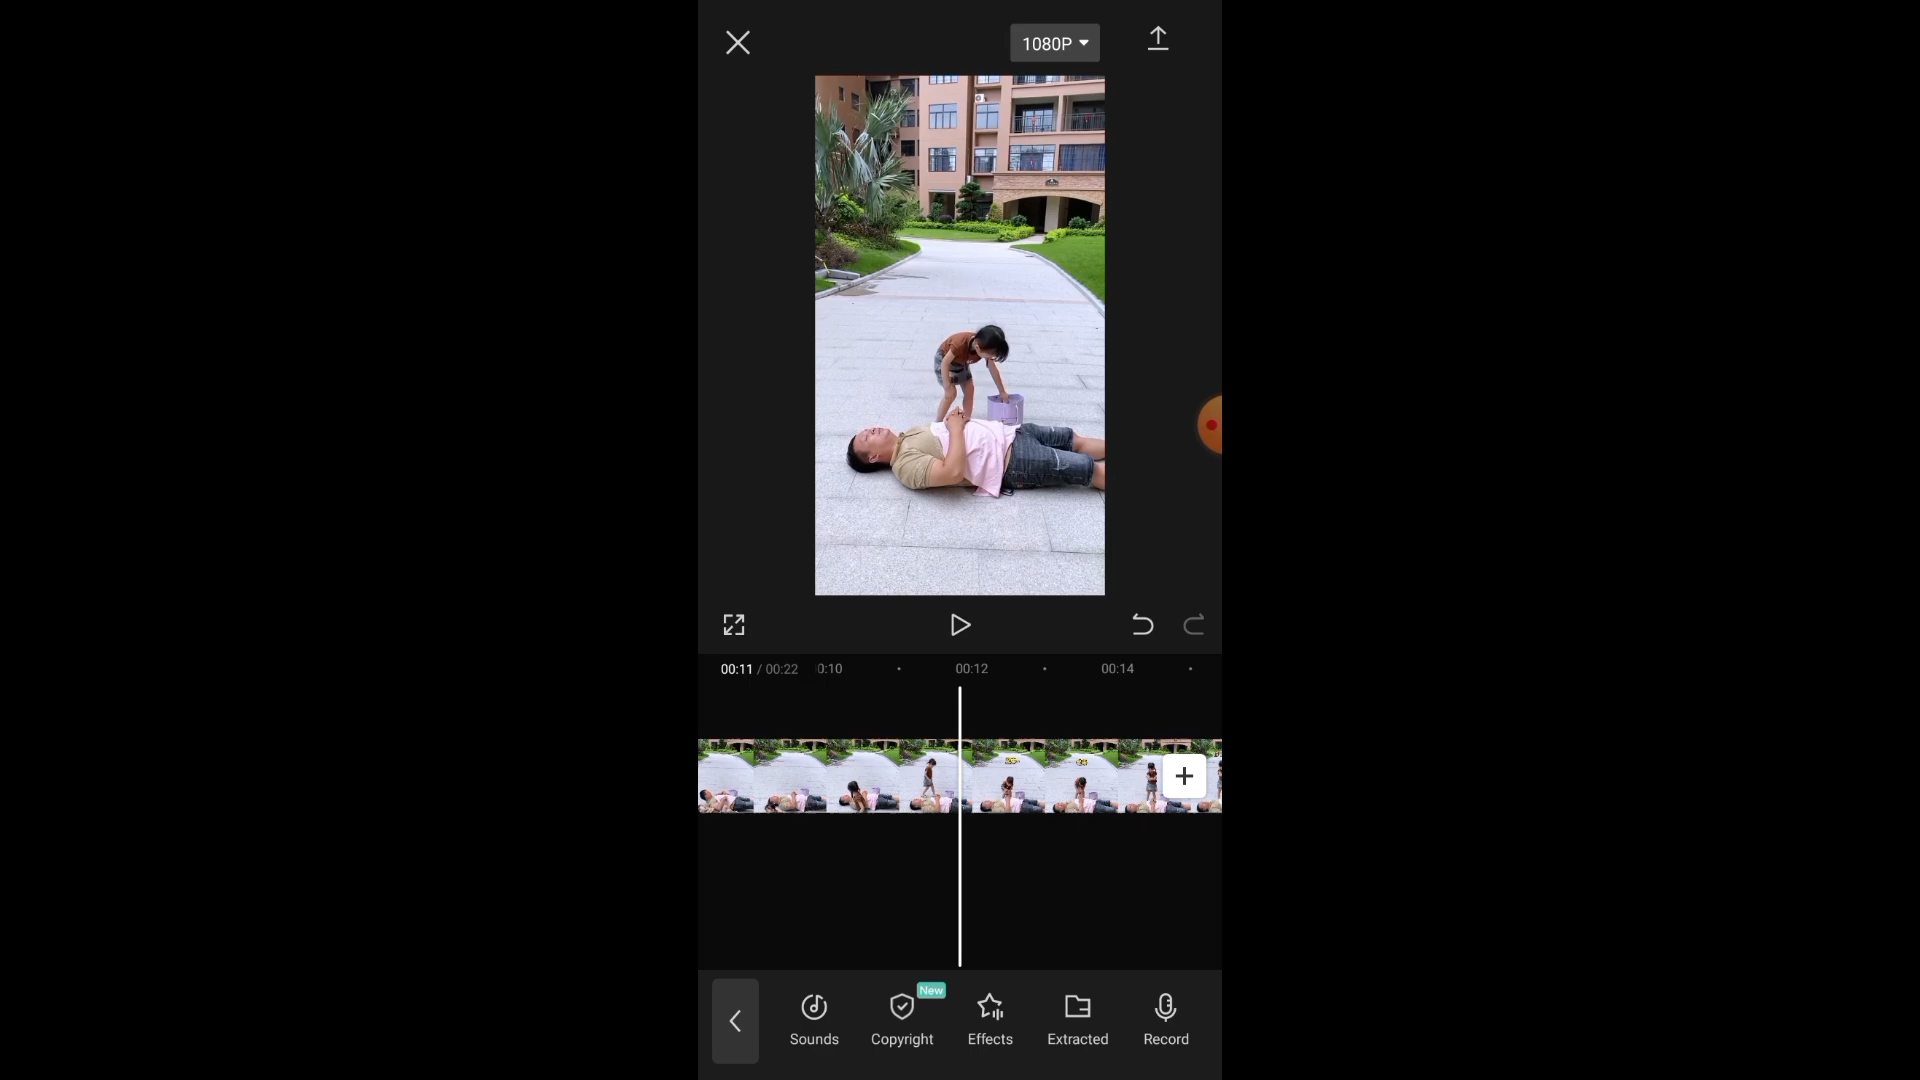 1080P
00:11 / 00:22
0:10
00:12
00:14
New
Sounds
Copyright
Effects
Extracted
Record